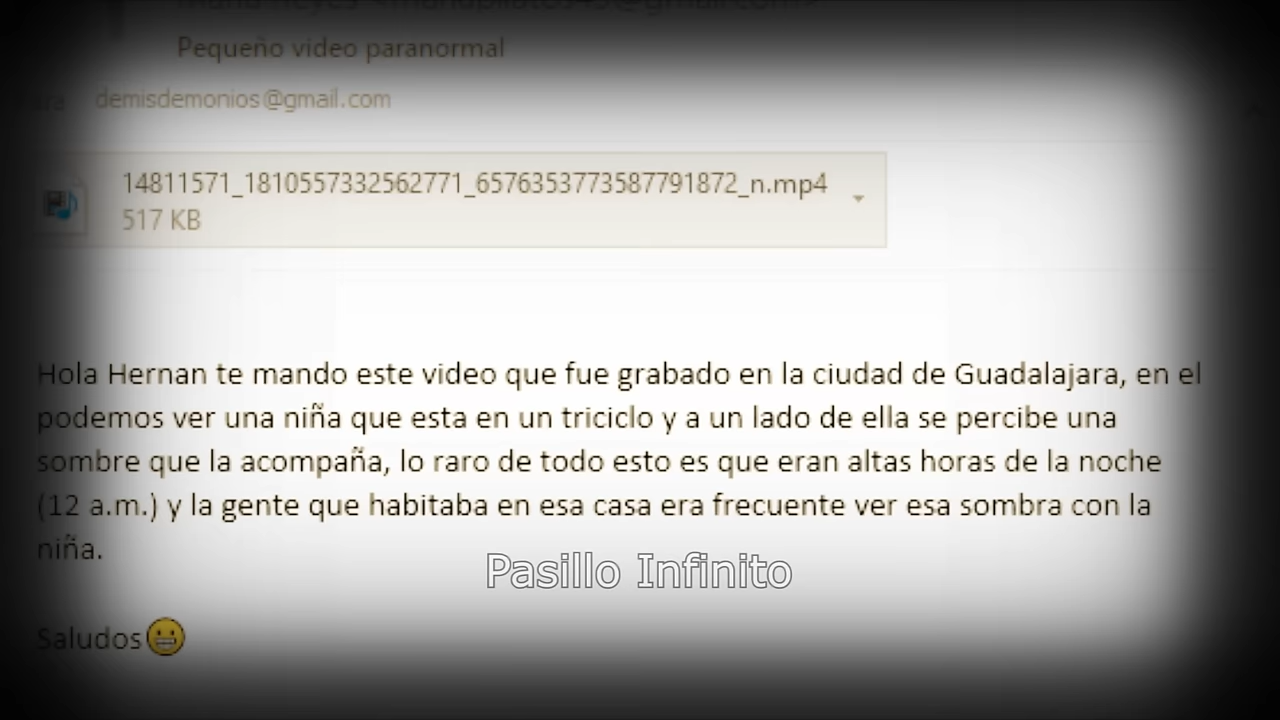 Pequeño video paranormal
demisdemonios@gmail.com
14811571_1810557332562771_6576353773587791872_n.mp4
517 KB
Hola Hernan te mando este video que fue grabado en la ciudad de Guadalajara, en el
podemos ver una niña que esta en un triciclo y a un lado de ella se percibe una
sombre que la acompaña, lo raro de todo esto es que eran altas horas de la noche
(12 a.m.) y la gente que habitaba en esa casa era frecuente ver esa sombra con la
niña.
Pasillo Infinito
Saludos😬